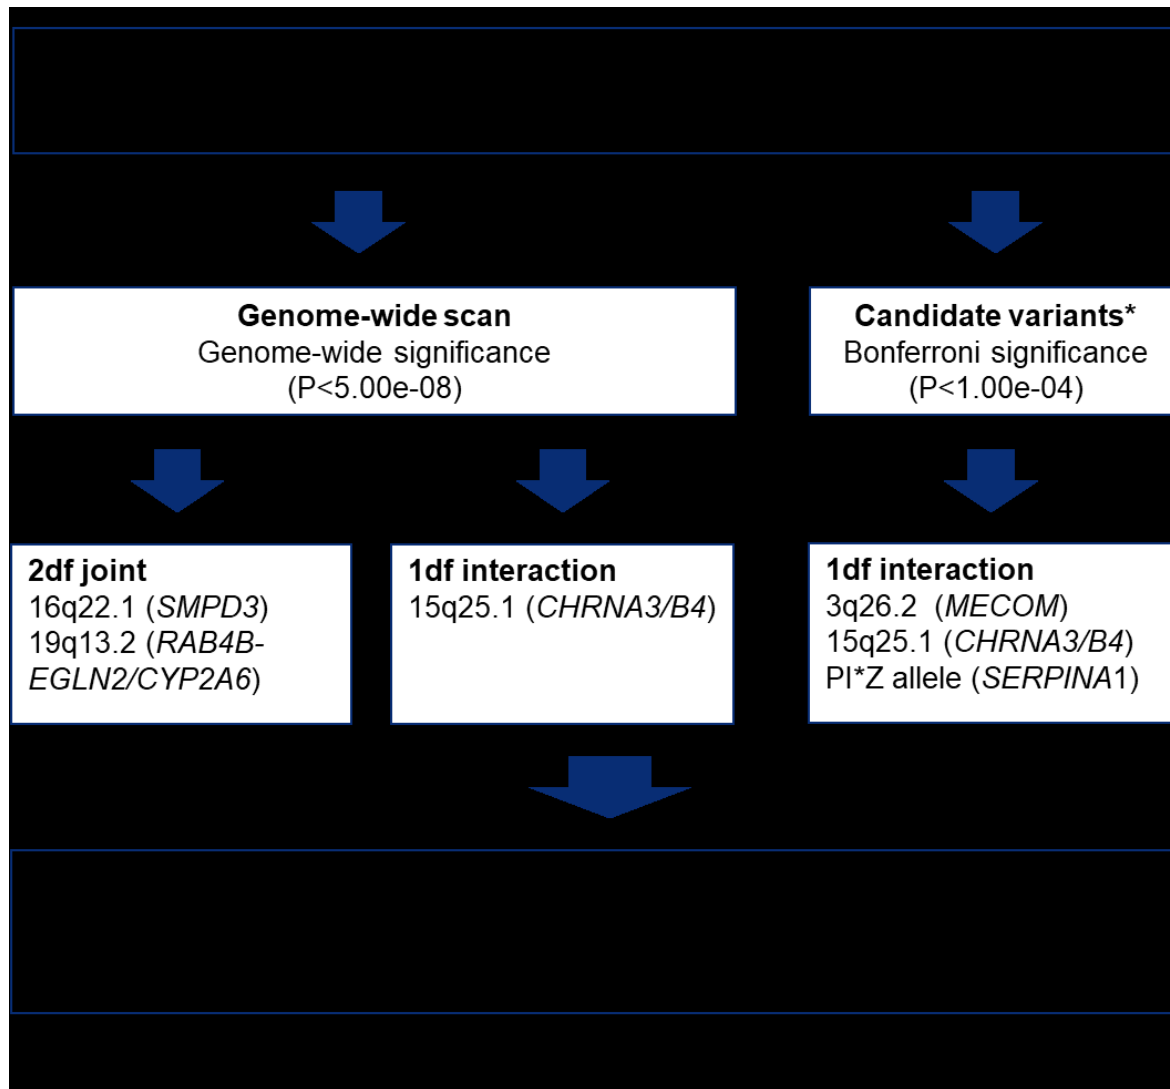 Genome-wide scan
Genome-wide significance
(P<5.00e-08)
Candidate variants*
Bonferroni significance
(P<1.00e-04)
2df joint
16q22.1 (SMPD3)
19q13.2 (RAB4B-
EGLN2/CYP2A6)
1df interaction
15q25.1 (CHRNA3/B4)
1df interaction
3q26.2 (MECOM)
15q25.1 (CHRNA3/B4)
PI*Z allele (SERPINA1)